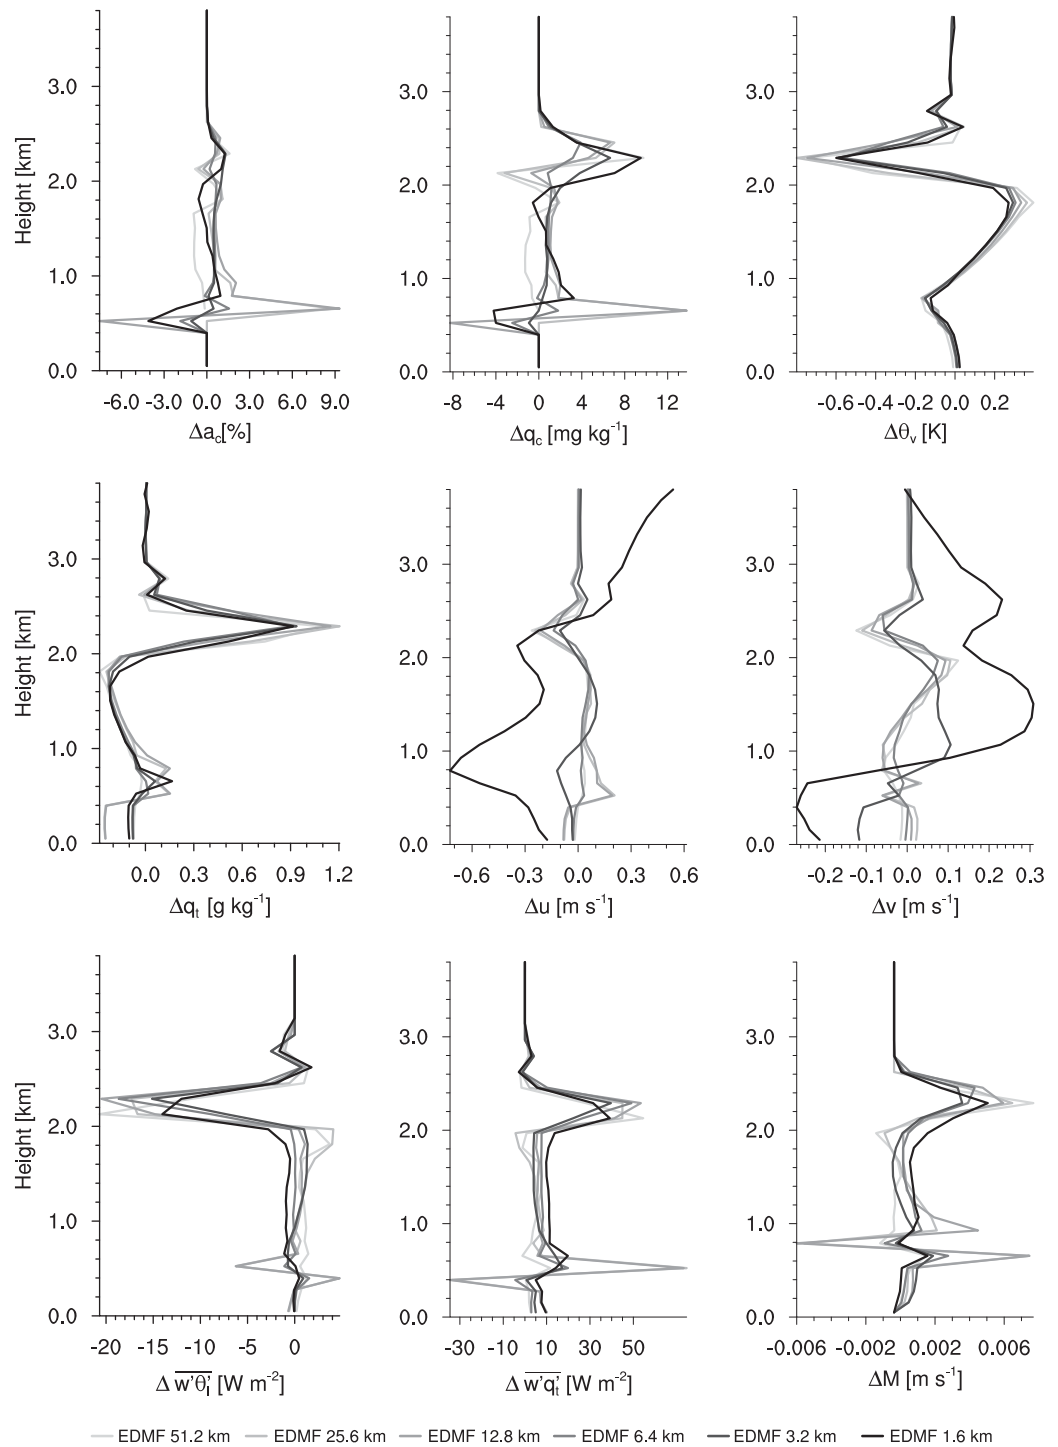 Height [km]
3.0
2.0
1.0
0.0
-6.0 -3.0 0.0 3.0 6.0 9.0
Δa_c[%]
3.0
2.0
1.0
0.0
-8 -4 0 4 8 12
Δq_c [mg kg⁻¹]
3.0
2.0
1.0
0.0
-0.6 -0.4 -0.2 0.0 0.2
Δθ_v [K]
Height [km]
3.0
2.0
1.0
0.0
0.0 0.3 0.6 0.9 1.2
Δq_t [g kg⁻¹]
3.0
2.0
1.0
0.0
-0.6 -0.3 0.0 0.3 0.6
Δu [m s⁻¹]
3.0
2.0
1.0
0.0
-0.2 -0.1 0.0 0.1 0.2 0.3
Δv [m s⁻¹]
Height [km]
3.0
2.0
1.0
0.0
-20 -15 -10 -5 0
Δ w'θ_l' [W m⁻²]
3.0
2.0
1.0
0.0
-30 -10 10 30 50
Δ w'q_t' [W m⁻²]
3.0
2.0
1.0
0.0
-0.006 -0.002 0.002 0.006
ΔM [m s⁻¹]
EDMF 51.2 km EDMF 25.6 km EDMF 12.8 km EDMF 6.4 km EDMF 3.2 km EDMF 1.6 km